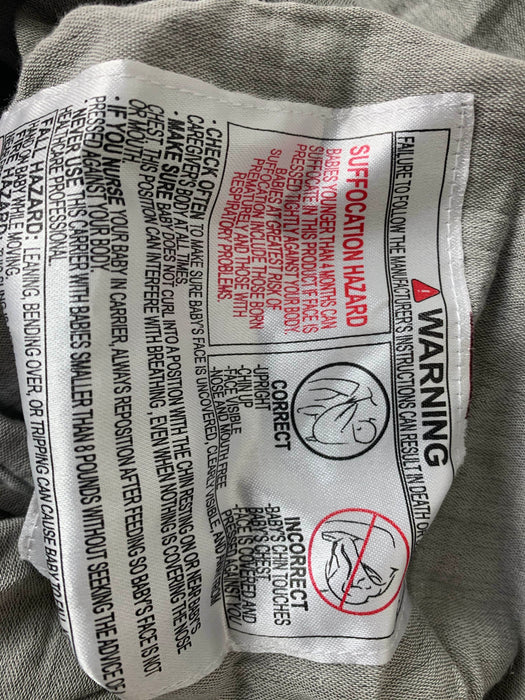 WARNING
FAILURE TO FOLLOW THE MANUFACTURER'S INSTRUCTIONS CAN RESULT IN DEATH
SUFFOCATION HAZARD
BABIES YOUNGER THAN 4 MONTHS CAN
SUFFOCATE IN THIS PRODUCT IF FACE IS
PRESSED TIGHTLY AGAINST YOUR BODY.
BABIES AT GREATEST RISK OF
SUFFOCATION INCLUDE THOSE BORN
PREMATURELY AND THOSE WITH
RESPIRATORY PROBLEMS.
CORRECT
-UPRIGHT
-CHIN UP
-FACE VISIBLE
-NOSE AND MOUTH FREE
INCORRECT
-BABY'S CHIN TOUCHES
BABY'S CHEST
-FACE IS COVERED AND
PRESSED AGAINST YOU
· CHECK OFTEN TO MAKE SURE BABY'S FACE IS UNCOVERED, CLEARLY VISIBLE, AND
CAREGIVER'S BODY AT ALL TIMES.
· MAKE SURE BABY DOES NOT CURL INTO A POSITION WITH THE CHIN RESTING ON OR NEAR BABY'S
CHEST. THIS POSITION CAN INTERFERE WITH BREATHING, EVEN WHEN NOTHING IS COVERING THE NOSE
OR MOUTH.
· IF YOU NURSE YOUR BABY IN CARRIER, ALWAYS REPOSITION AFTER FEEDING SO BABY'S FACE IS NOT
PRESSED AGAINST YOUR BODY.
· NEVER USE THIS CARRIER WITH BABIES SMALLER THAN 8 POUNDS WITHOUT SEEKING THE ADVICE OF
HEALTHCARE PROFESSIONAL
FALL HAZARD: LEANING, BENDING OVER, OR TRIPPING CAN CAUSE BABY TO FALL
YOUR BABY WHILE MOVING.